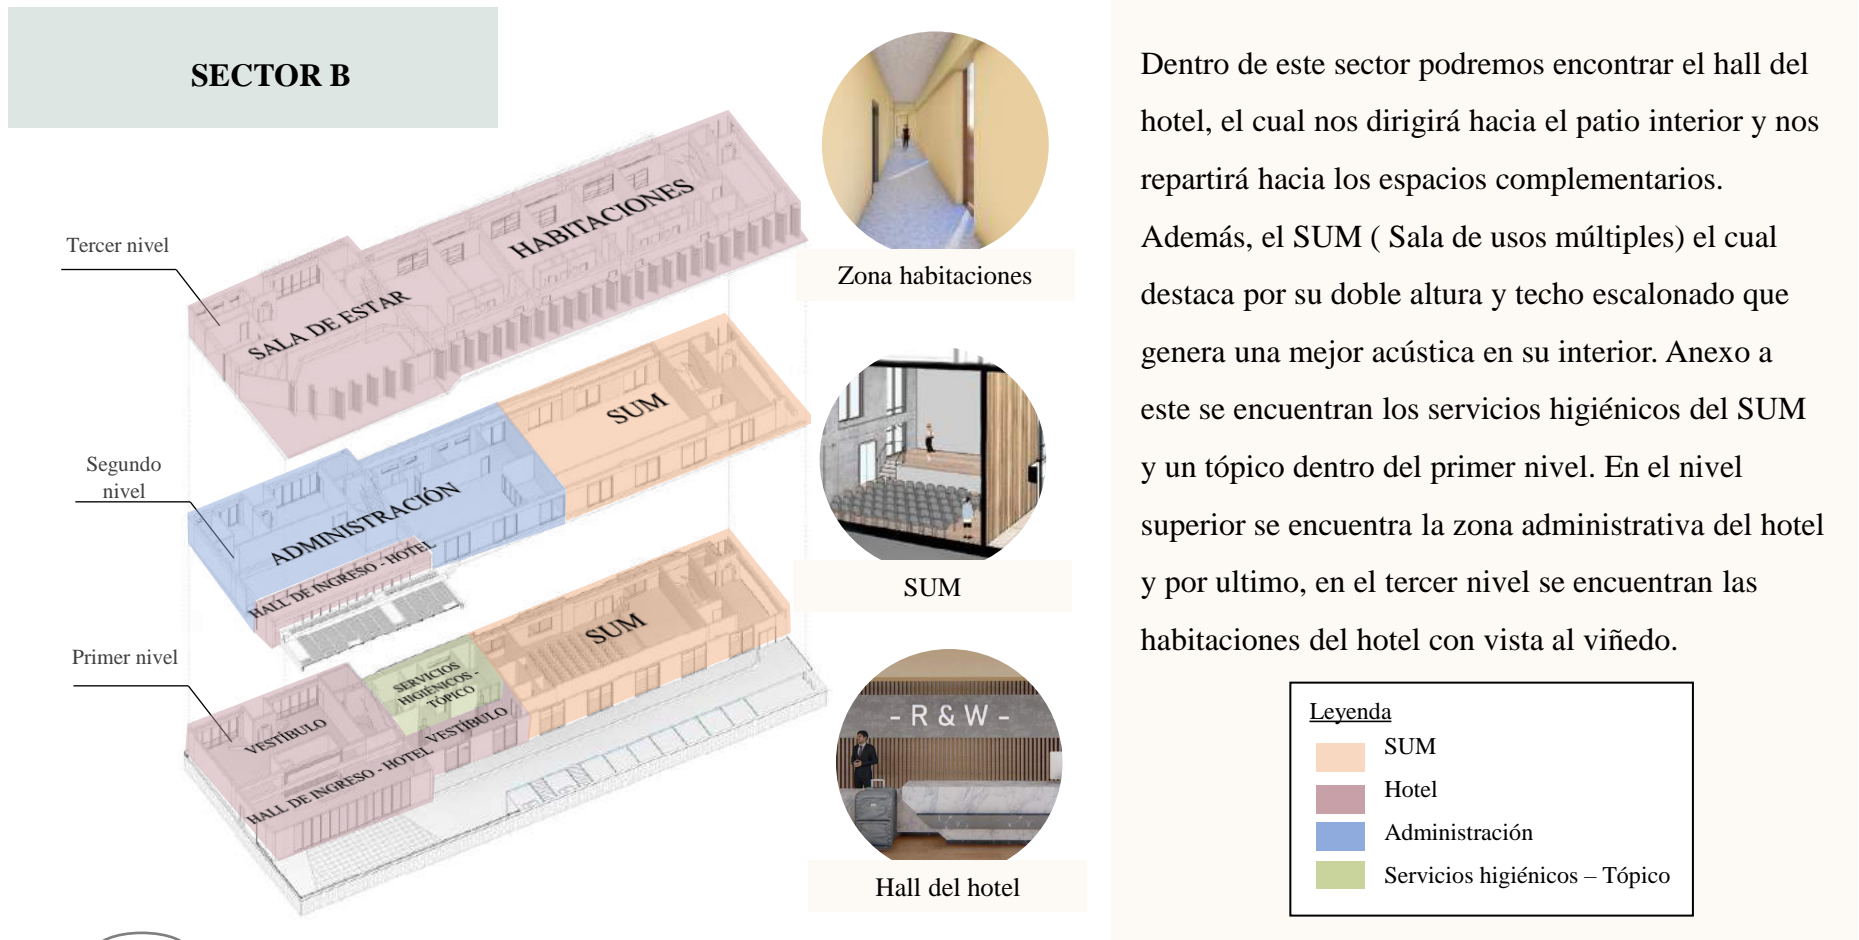 SECTOR B
Tercer nivel
HABITACIONES
SALA DE ESTAR
Segundo
nivel
SUM
ADMINISTRACIÓN
HALL DE INGRESO - HOTEL
Primer nivel
SUM
SERVICIOS
HIGIÉNICOS -
TÓPICO
VESTÍBULO
VESTÍBULO
HALL DE INGRESO - HOTEL
Zona habitaciones
SUM
- R & W -
Hall del hotel
Dentro de este sector podremos encontrar el hall del
hotel, el cual nos dirigirá hacia el patio interior y nos
repartirá hacia los espacios complementarios.
Además, el SUM ( Sala de usos múltiples) el cual
destaca por su doble altura y techo escalonado que
genera una mejor acústica en su interior. Anexo a
este se encuentran los servicios higiénicos del SUM
y un tópico dentro del primer nivel. En el nivel
superior se encuentra la zona administrativa del hotel
y por ultimo, en el tercer nivel se encuentran las
habitaciones del hotel con vista al viñedo.
Leyenda
SUM
Hotel
Administración
Servicios higiénicos – Tópico